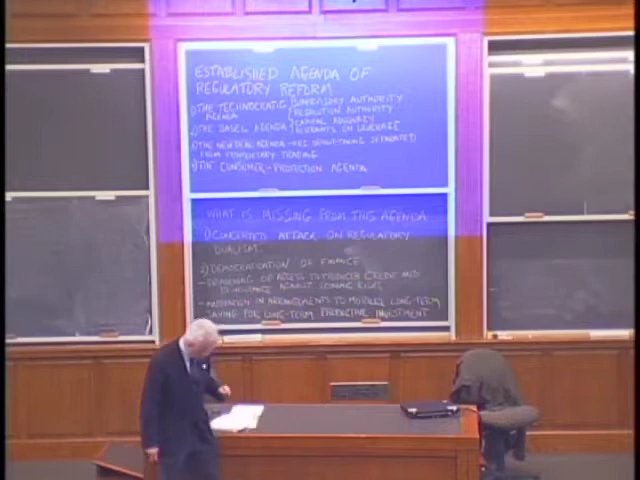 ESTABLISHED AGENDA OF
REGULATORY REFORM
1) THE TECHNOCRATIC AGENDA { SUPERVISORY AUTHORITY
RESOLUTION AUTHORITY
2) THE BASEL AGENDA { CAPITAL ADEQUACY
RESTRAINTS ON LEVERAGE
3) THE NEW DEAL AGENDA - SEPARATED
FROM PROPRIETARY TRADING
4) THE CONSUMER-PROTECTION AGENDA
WHAT IS MISSING FROM THIS AGENDA
1) CONCERTED ATTACK ON REGULATORY
DUALISM.
2) DEMOCRATIZATION OF FINANCE
- BROADENING OF ACCESS TO PRODUCER CREDIT AND
TO INSURANCE AGAINST ECONOMIC RISKS
- INNOVATION IN ARRANGEMENTS TO MOBILIZE LONG-TERM
SAVING FOR LONG-TERM PRODUCTIVE INVESTMENT